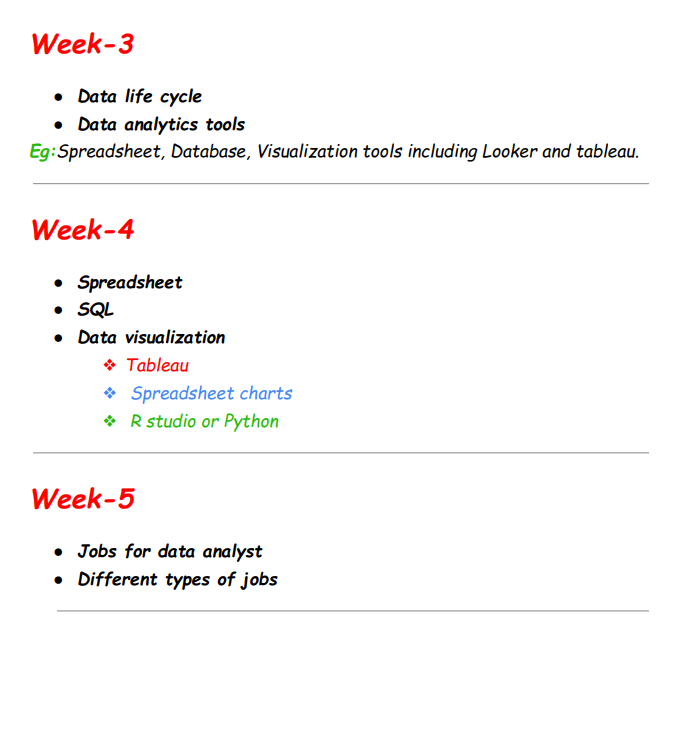 Week-3
● Data life cycle
● Data analytics tools
Eg:Spreadsheet, Database, Visualization tools including Looker and tableau.
Week-4
● Spreadsheet
● SQL
● Data visualization
❖ Tableau
❖ Spreadsheet charts
❖ R studio or Python
Week-5
● Jobs for data analyst
● Different types of jobs